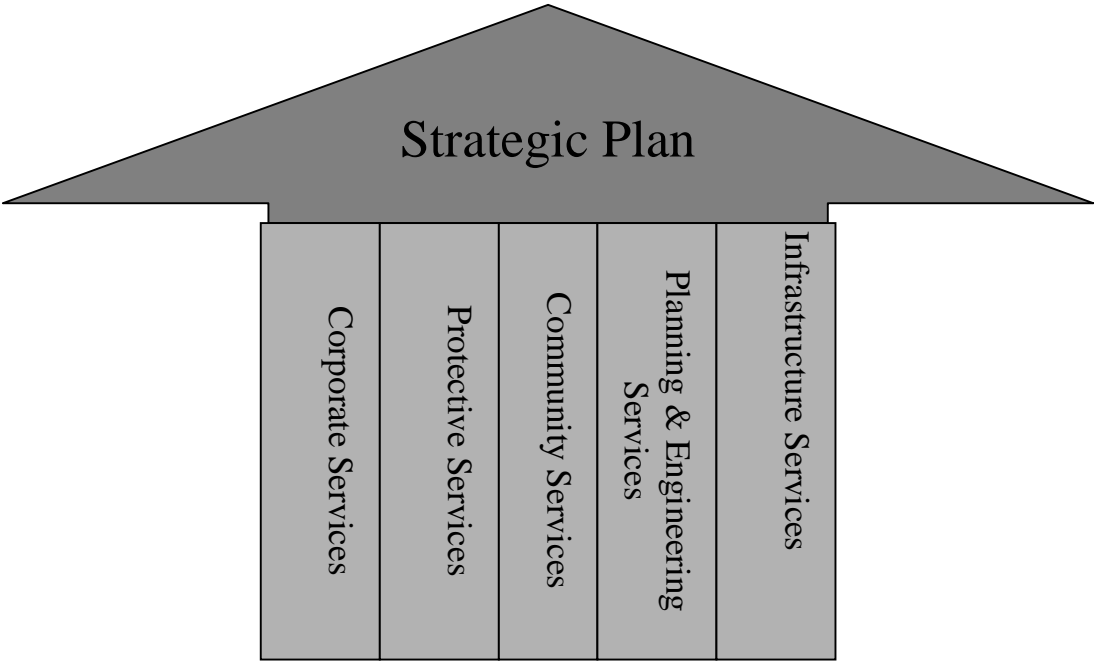 Strategic Plan
Corporate Services
Protective Services
Community Services
Planning & Engineering
Services
Infrastructure Services